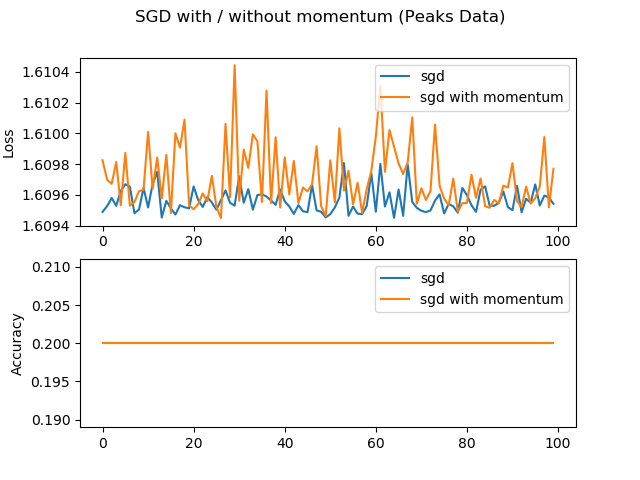 SGD with / without momentum (Peaks Data)
1.6104
1.6102
1.6100
1.6098
1.6096
1.6094
Loss
sgd
sgd with momentum
0 20 40 60 80 100
0.210
0.205
0.200
0.195
0.190
Accuracy
sgd
sgd with momentum
0 20 40 60 80 100